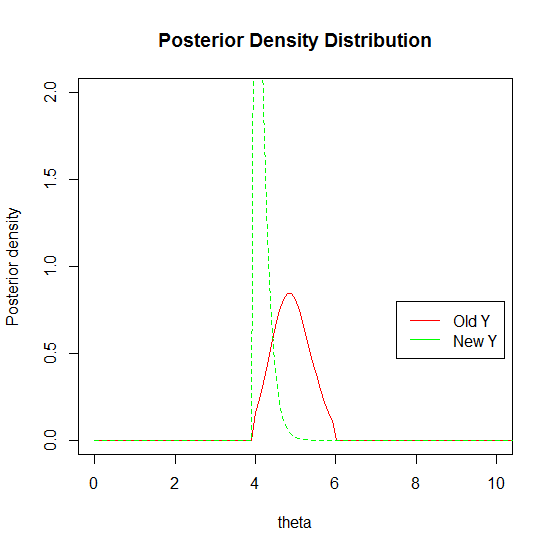 Posterior Density Distribution
2.0
1.5
1.0
0.5
0.0
Posterior density
Old Y
New Y
0 2 4 6 8 10
theta